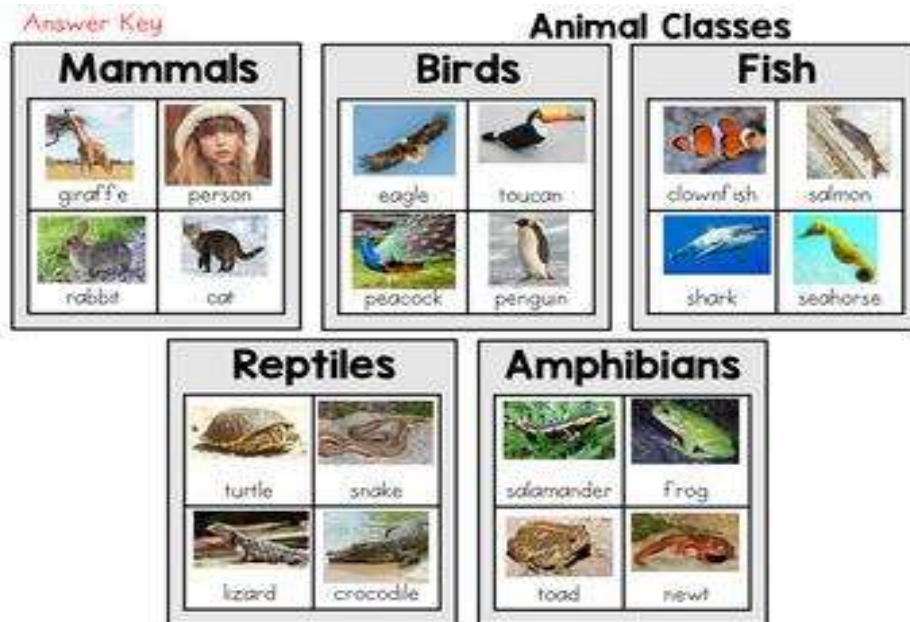 Answer Key
Animal Classes
Mammals
giraffe person
rabbit cat
Birds
eagle toucan
peacock penguin
Fish
clownfish salmon
shark seahorse
Reptiles
turtle snake
lizard crocodile
Amphibians
salamander frog
toad newt